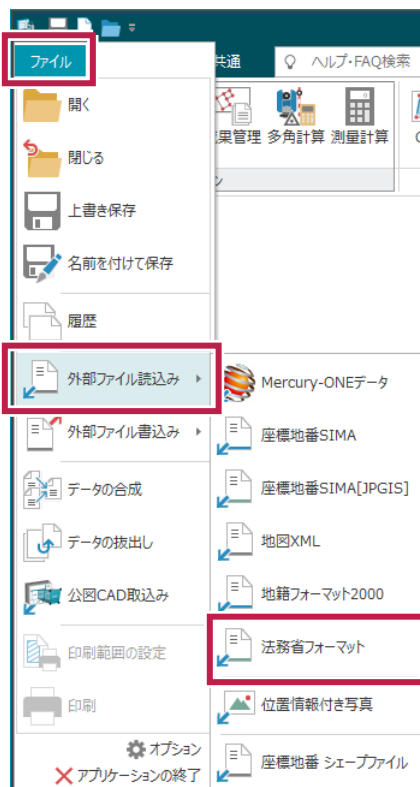 ファイル
共通
ヘルプ・FAQ検索
開く
果管理
多角計算
測量計算
閉じる
上書き保存
名前を付けて保存
履歴
外部ファイル読込み
Mercury-ONEデータ
外部ファイル書込み
座標地番SIMA
データの合成
座標地番SIMA[JPGIS]
データの抜出し
地図XML
公図CAD取込み
地籍フォーマット2000
印刷範囲の設定
法務省フォーマット
印刷
位置情報付き写真
オプション
座標地番 シェープファイル
アプリケーションの終了